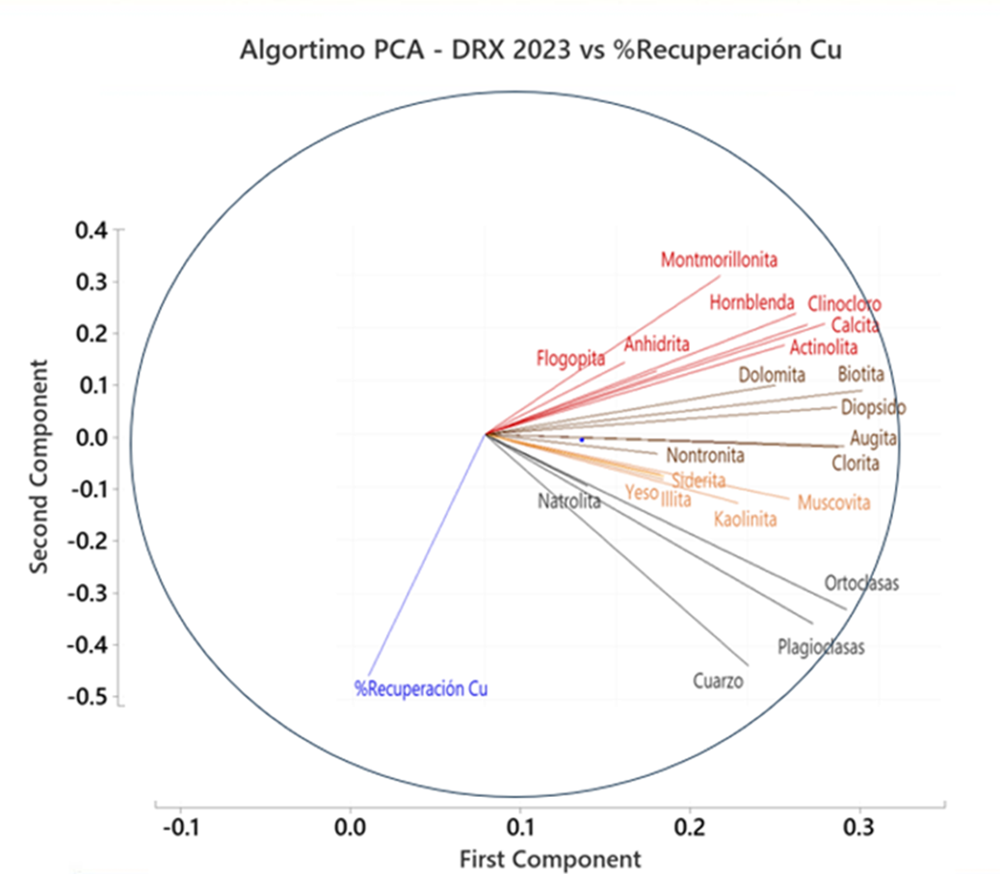 Algortimo PCA - DRX 2023 vs %Recuperación Cu
0.4
0.3
0.2
0.1
0.0
-0.1
-0.2
-0.3
-0.4
-0.5
Second Component
Montmorillonita
Hornblenda
Clinocloro
Calcita
Anhidrita
Actinolita
Flogopita
Dolomita
Biotita
Diopsido
Augita
Nontronita
Clorita
Siderita
Yeso
Illita
Natrolita
Muscovita
Kaolinita
Ortoclasas
Plagioclasas
Cuarzo
%Recuperación Cu
-0.1
0.0
0.1
0.2
0.3
First Component